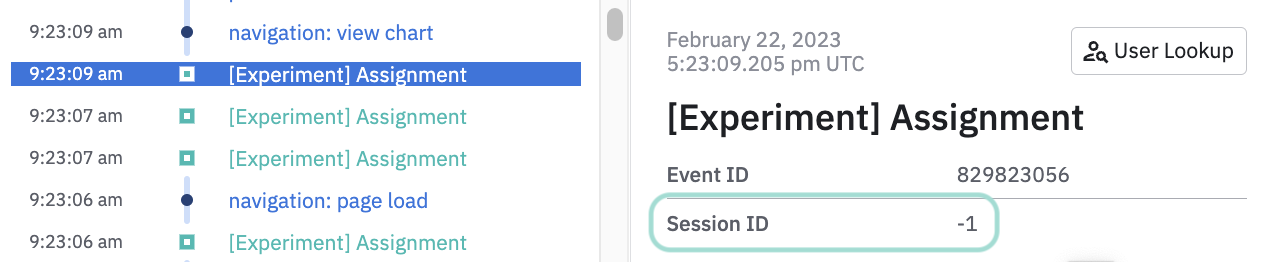 9:23:09 am navigation: view chart
9:23:09 am [Experiment] Assignment
9:23:07 am [Experiment] Assignment
9:23:07 am [Experiment] Assignment
9:23:06 am navigation: page load
9:23:06 am [Experiment] Assignment
February 22, 2023
5:23:09.205 pm UTC
User Lookup
[Experiment] Assignment
Event ID 829823056
Session ID -1